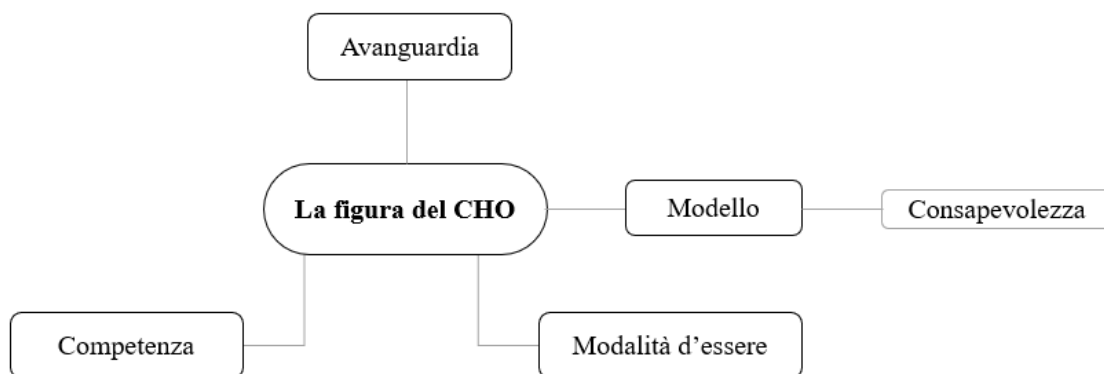 Avanguardia
La figura del CHO
Modello
Consapevolezza
Competenza
Modalità d’essere